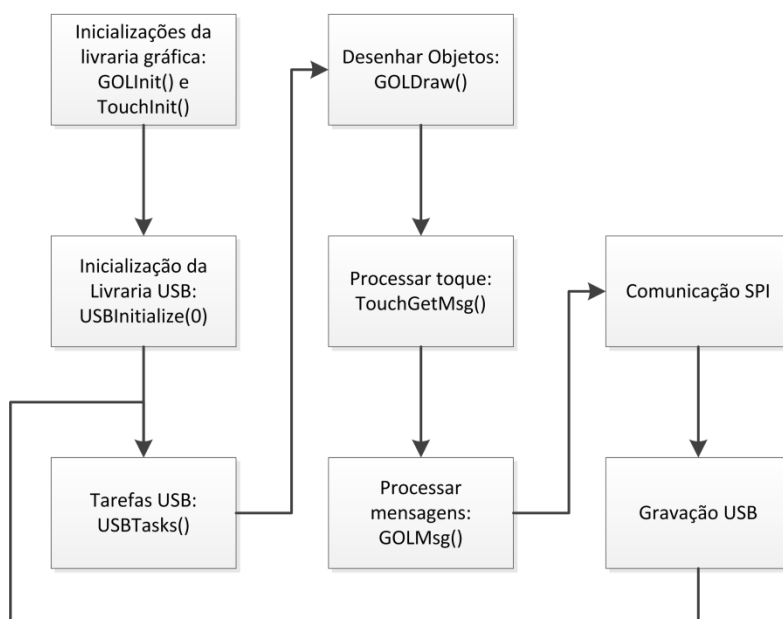 Inicializações da
livraria gráfica:
GOLInit() e
TouchInit()
Inicialização da
Livraria USB:
USBInitialize(0)
Tarefas USB:
USBTasks()
Desenhar Objetos:
GOLDraw()
Processar toque:
TouchGetMsg()
Processar
mensagens:
GOLMsg()
Comunicação SPI
Gravação USB